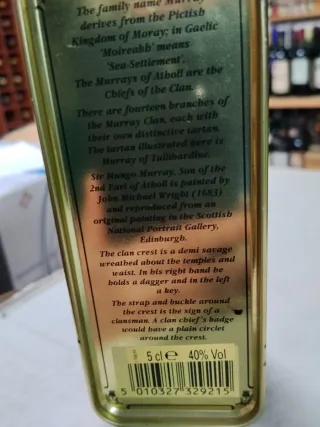 The family name Murray
derives from the Pictish
Kingdom of Moray; in Gaelic
'Moireabh' means
'Sea-Settlement'.
The Murrays of Atholl are the
Chiefs of the Clan.
There are fourteen branches of
the Murray Clan, each with
their own distinctive tartan.
The tartan illustrated here is
Murray of Tullibardine.
Sir Mungo Murray, Son of the
2nd Earl of Atholl is painted by
John Michael Wright (1683)
and reproduced from an
original painting in the Scottish
National Portrait Gallery,
Edinburgh.
The clan crest is a demi savage
wreathed about the temples and
waist. In his right hand he
holds a dagger and in the left
a key.
The strap and buckle around
the crest is the sign of a
clansman. A clan chief's badge
would have a plain circlet
around the crest.
5 cl e 40% Vol
5 010327 329215